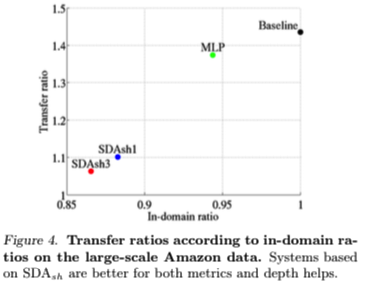 1.5
Baseline
1.4
MLP
1.3
Transfer ratio
1.2
SDAsh1
1.1
SDAsh3
1
0.85 0.9 0.95 1
In-domain ratio
Figure 4. Transfer ratios according to in-domain ra-
tios on the large-scale Amazon data. Systems based
on SDAsh are better for both metrics and depth helps.